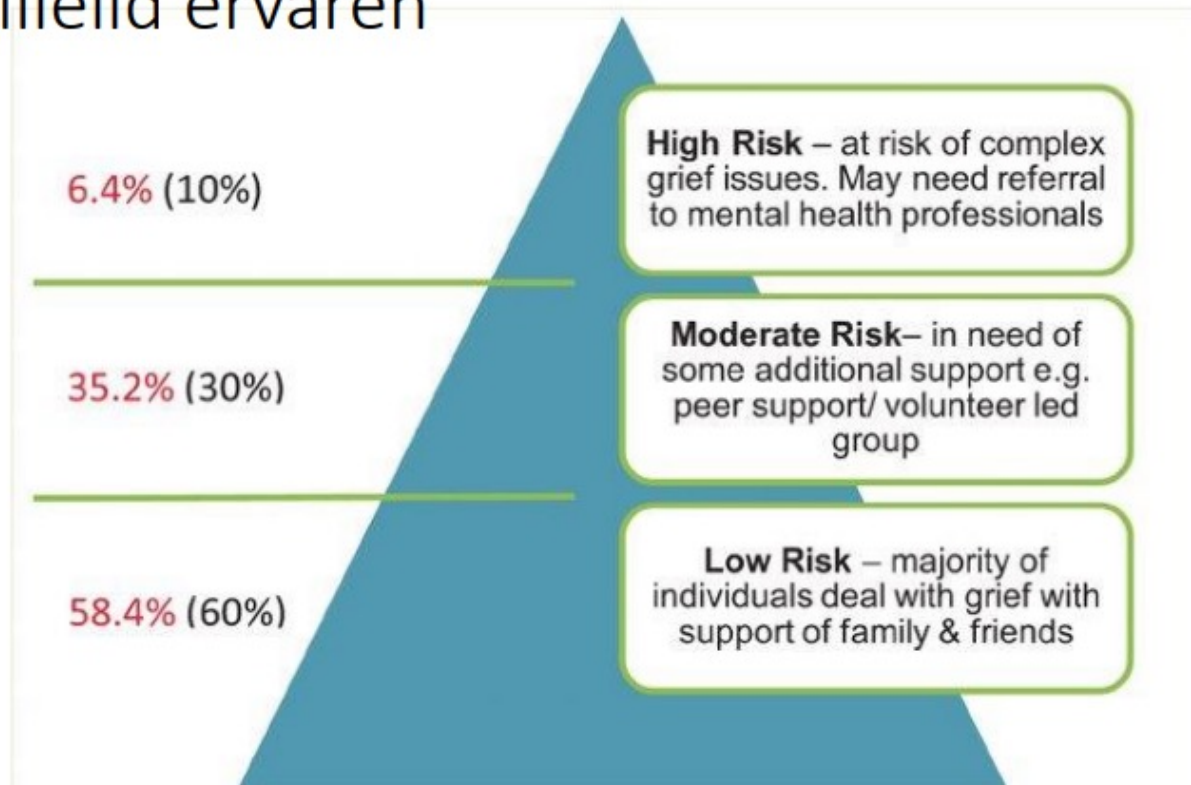 ervaren
6.4% (10%)
High Risk – at risk of complex
grief issues. May need referral
to mental health professionals
35.2% (30%)
Moderate Risk– in need of
some additional support e.g.
peer support/ volunteer led
group
58.4% (60%)
Low Risk – majority of
individuals deal with grief with
support of family & friends